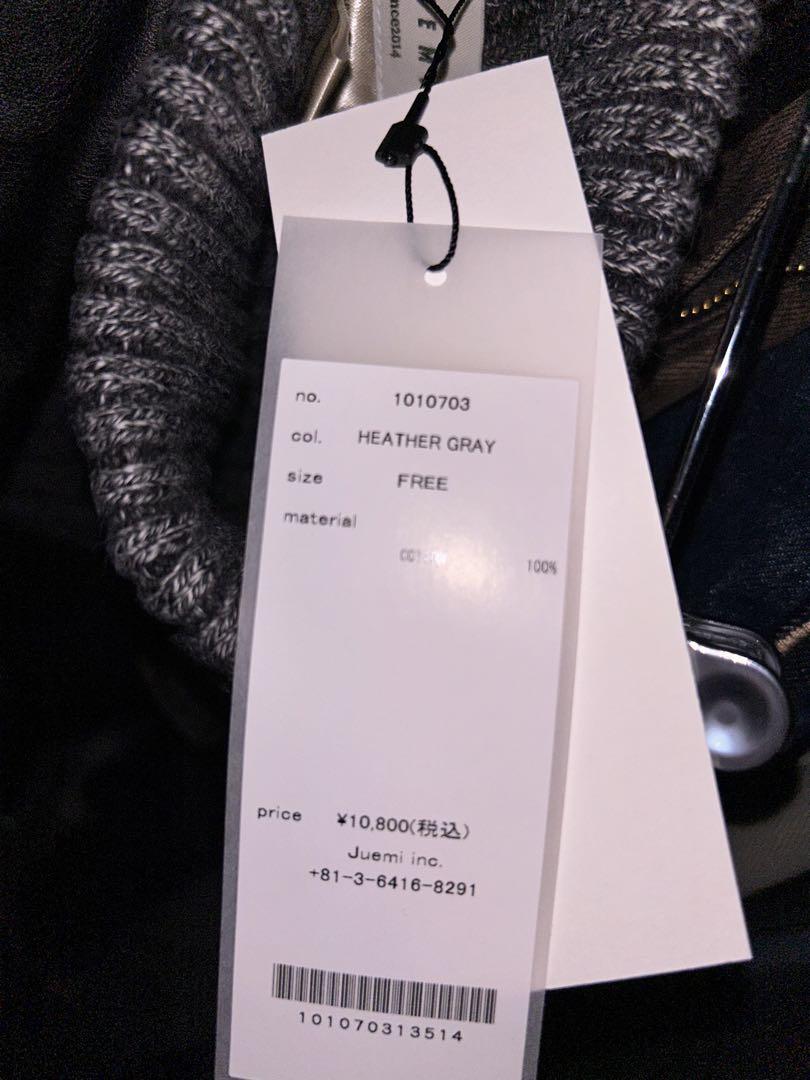 since2014
no. 1010703
col. HEATHER GRAY
size FREE
material
100%
price ¥10,800(税込)
Juemi inc.
+81-3-6416-8291
101070313514